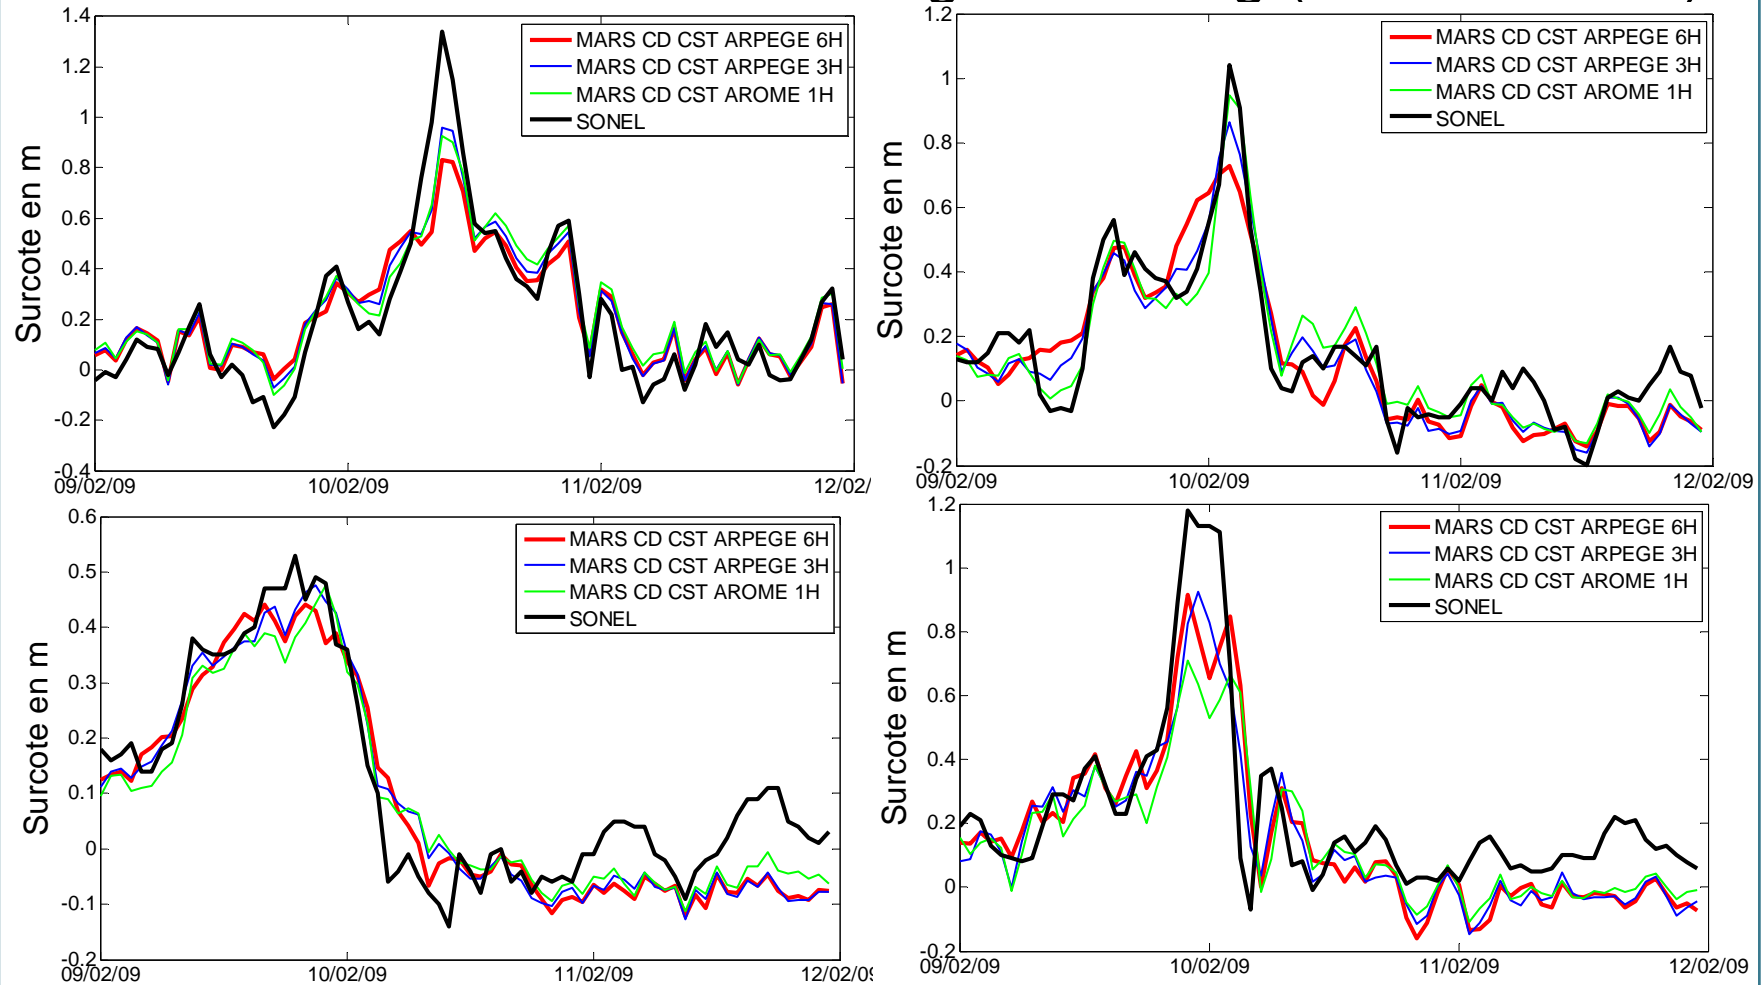 1.4
1.2
1
0.8
0.6
0.4
0.2
0
-0.2
-0.4
Surcote en m
09/02/09
10/02/09
11/02/09
12/02/
MARS CD CST ARPEGE 6H
MARS CD CST ARPEGE 3H
MARS CD CST AROME 1H
SONEL
1.2
1
0.8
0.6
0.4
0.2
0
-0.2
Surcote en m
09/02/09
10/02/09
11/02/09
12/02/09
MARS CD CST ARPEGE 6H
MARS CD CST ARPEGE 3H
MARS CD CST AROME 1H
SONEL
0.6
0.5
0.4
0.3
0.2
0.1
0
-0.1
-0.2
Surcote en m
09/02/09
10/02/09
11/02/09
12/02/09
MARS CD CST ARPEGE 6H
MARS CD CST ARPEGE 3H
MARS CD CST AROME 1H
SONEL
1.2
1
0.8
0.6
0.4
0.2
0
-0.2
Surcote en m
09/02/09
10/02/09
11/02/09
12/02/09
MARS CD CST ARPEGE 6H
MARS CD CST ARPEGE 3H
MARS CD CST AROME 1H
SONEL